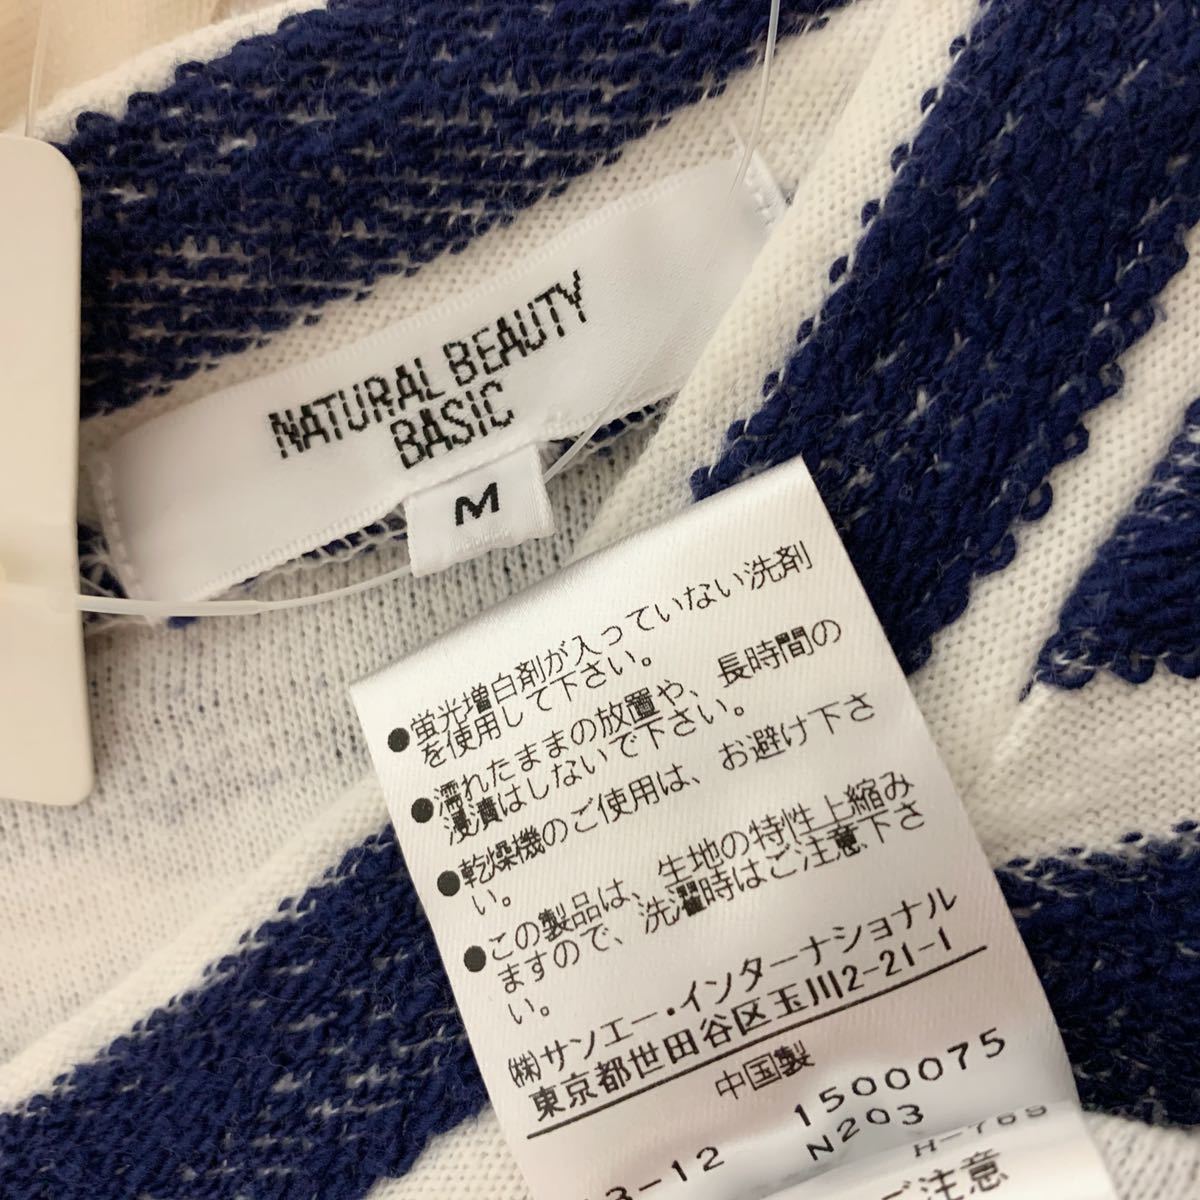 NATURAL BEAUTY
BASIC
M
●蛍光増白剤が入っていない洗剤
を使用して下さい。
●濡れたままの放置や、長時間の
浸漬はしないで下さい。
●乾燥機のご使用は、お避け下さ
い。
●この製品は、生地の特性上縮み
ますので、洗濯時はご注意下さ
い。
㈱サンエー・インターナショナル
東京都世田谷区玉川2-21-1
中国製
1500075
3-12 N203
H-769
ご注意